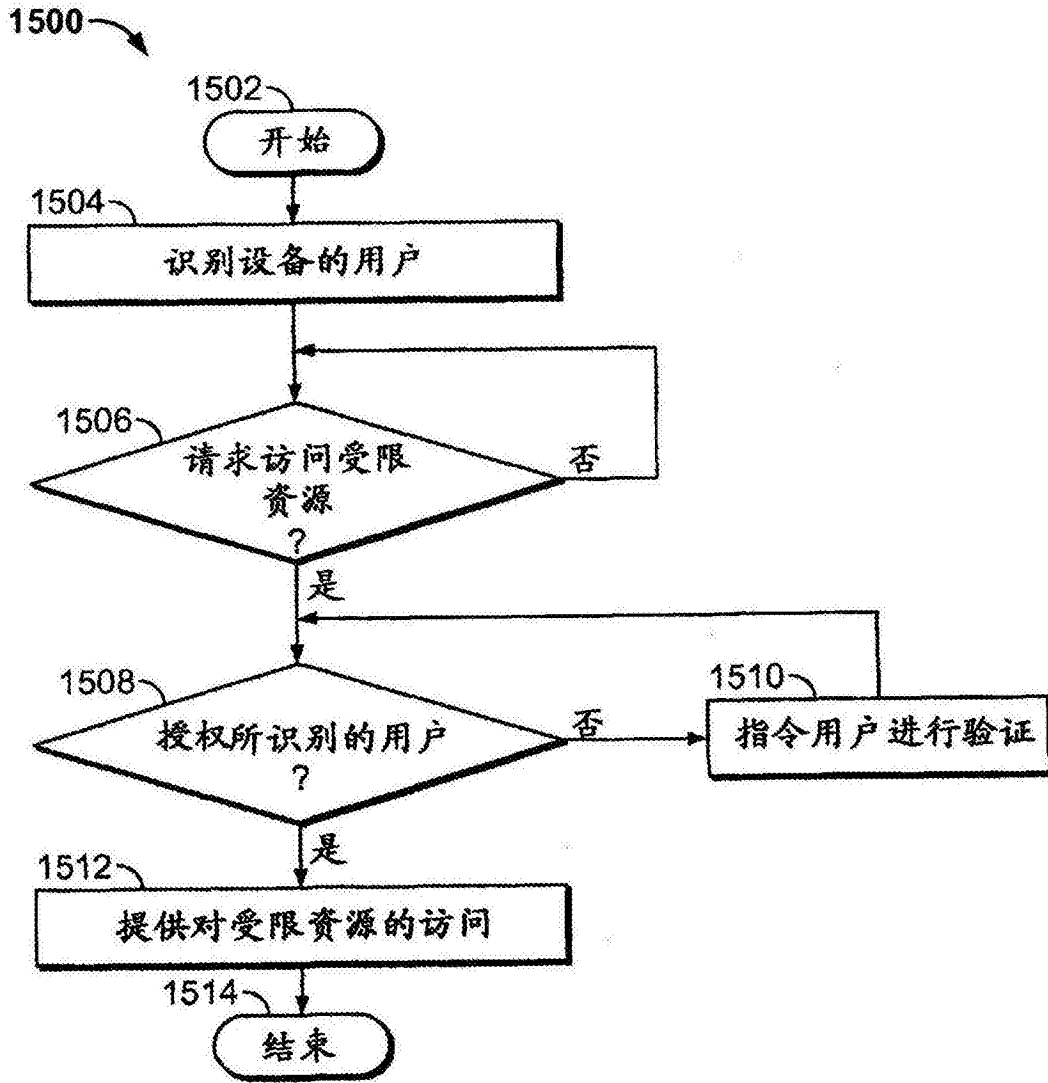 1500
1502
开始
1504
识别设备的用户
1506
请求访问受限
资源
?
否
是
1508
授权所识别的用户
?
否
1510
指令用户进行验证
是
1512
提供对受限资源的访问
1514
结束